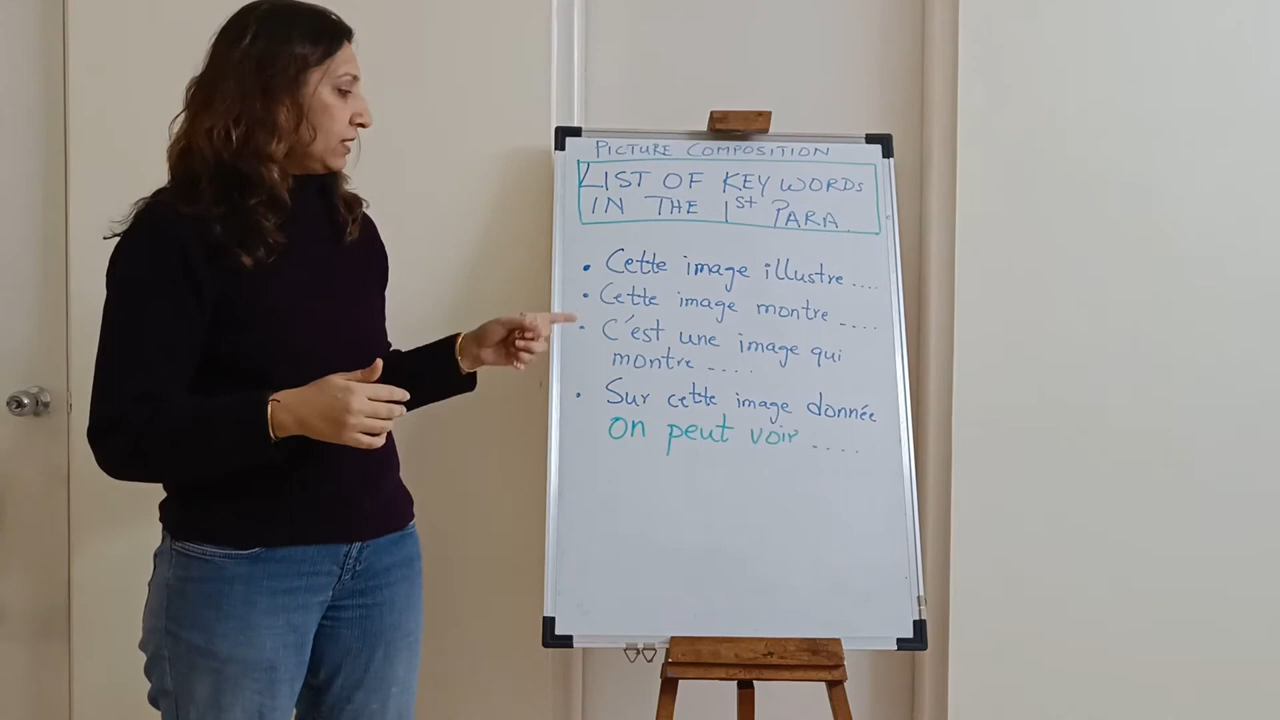 PICTURE COMPOSITION
LIST OF KEY WORDS
IN THE 1st PARA.
• Cette image illustre....
• Cette image montre ....
• C'est une image qui
montre ....
• Sur cette image donnée
on peut voir ....